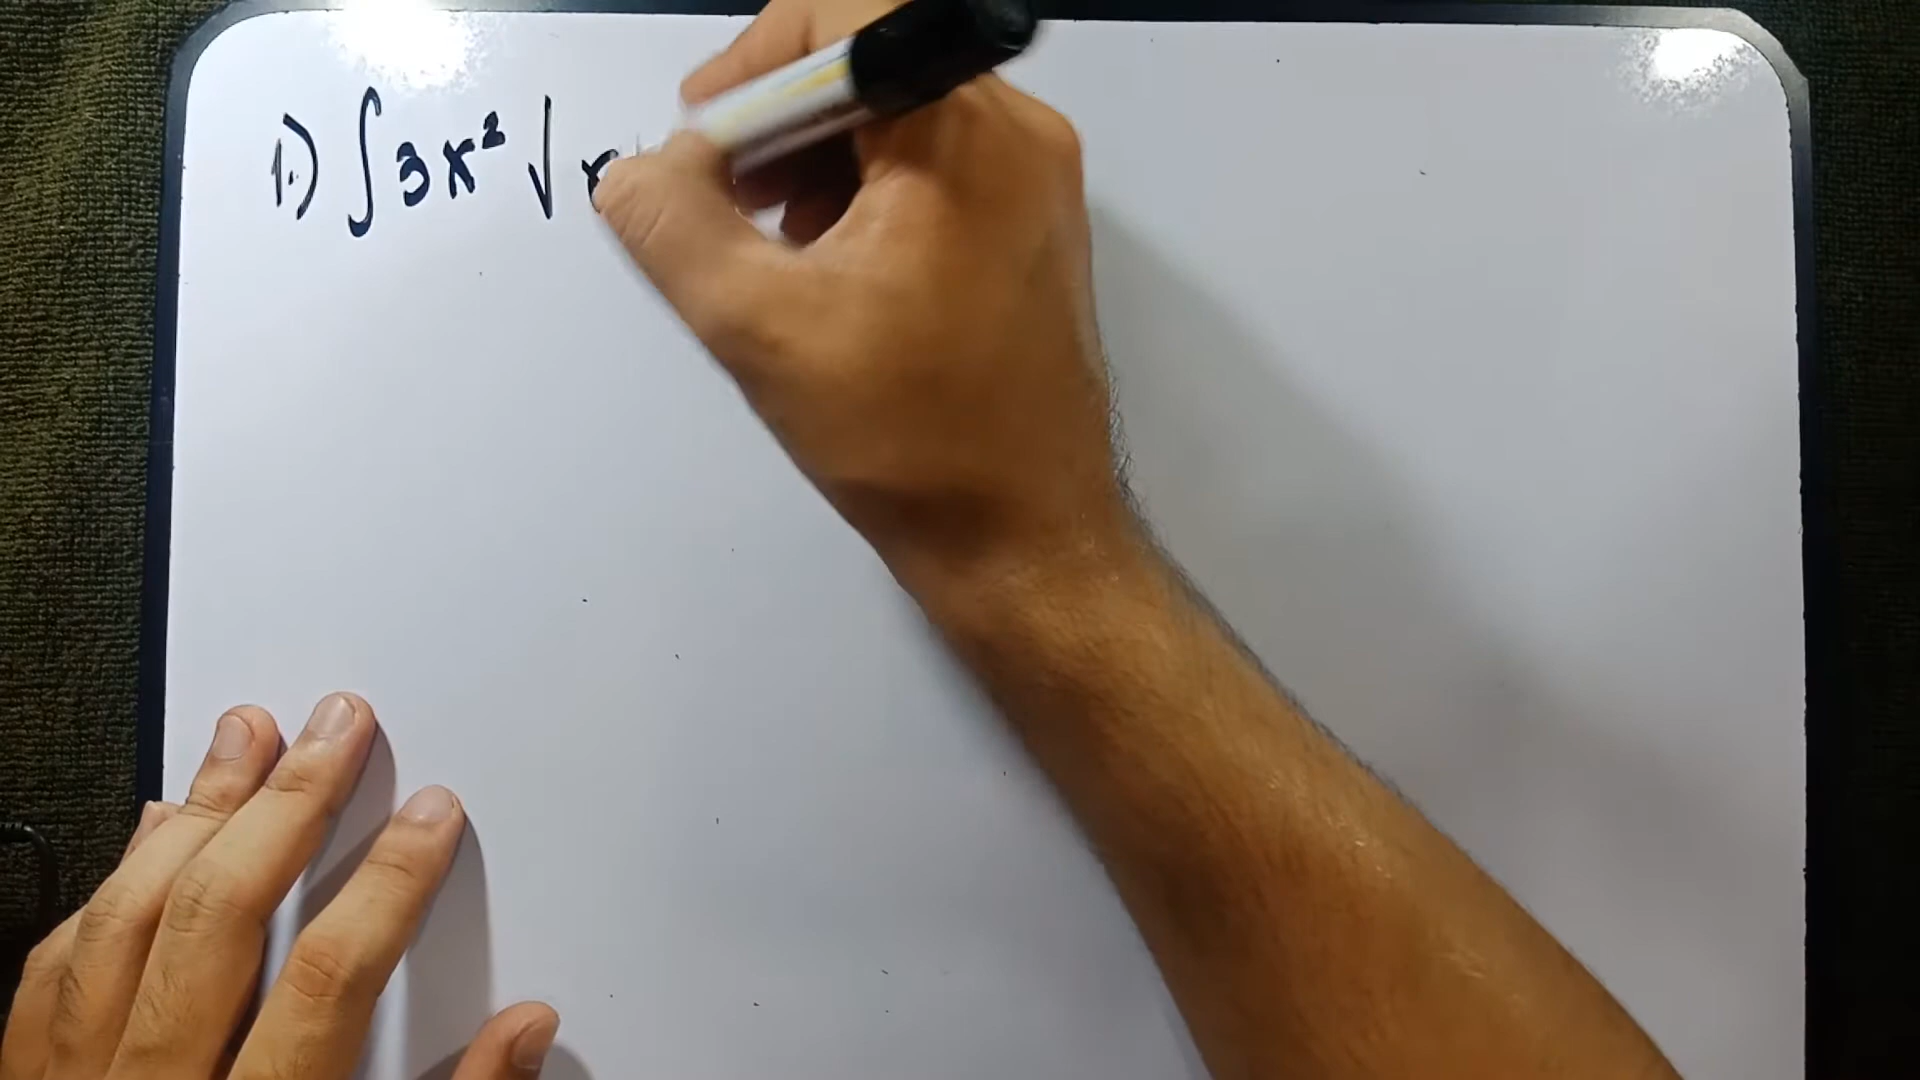 1.) ∫ 3x² √x